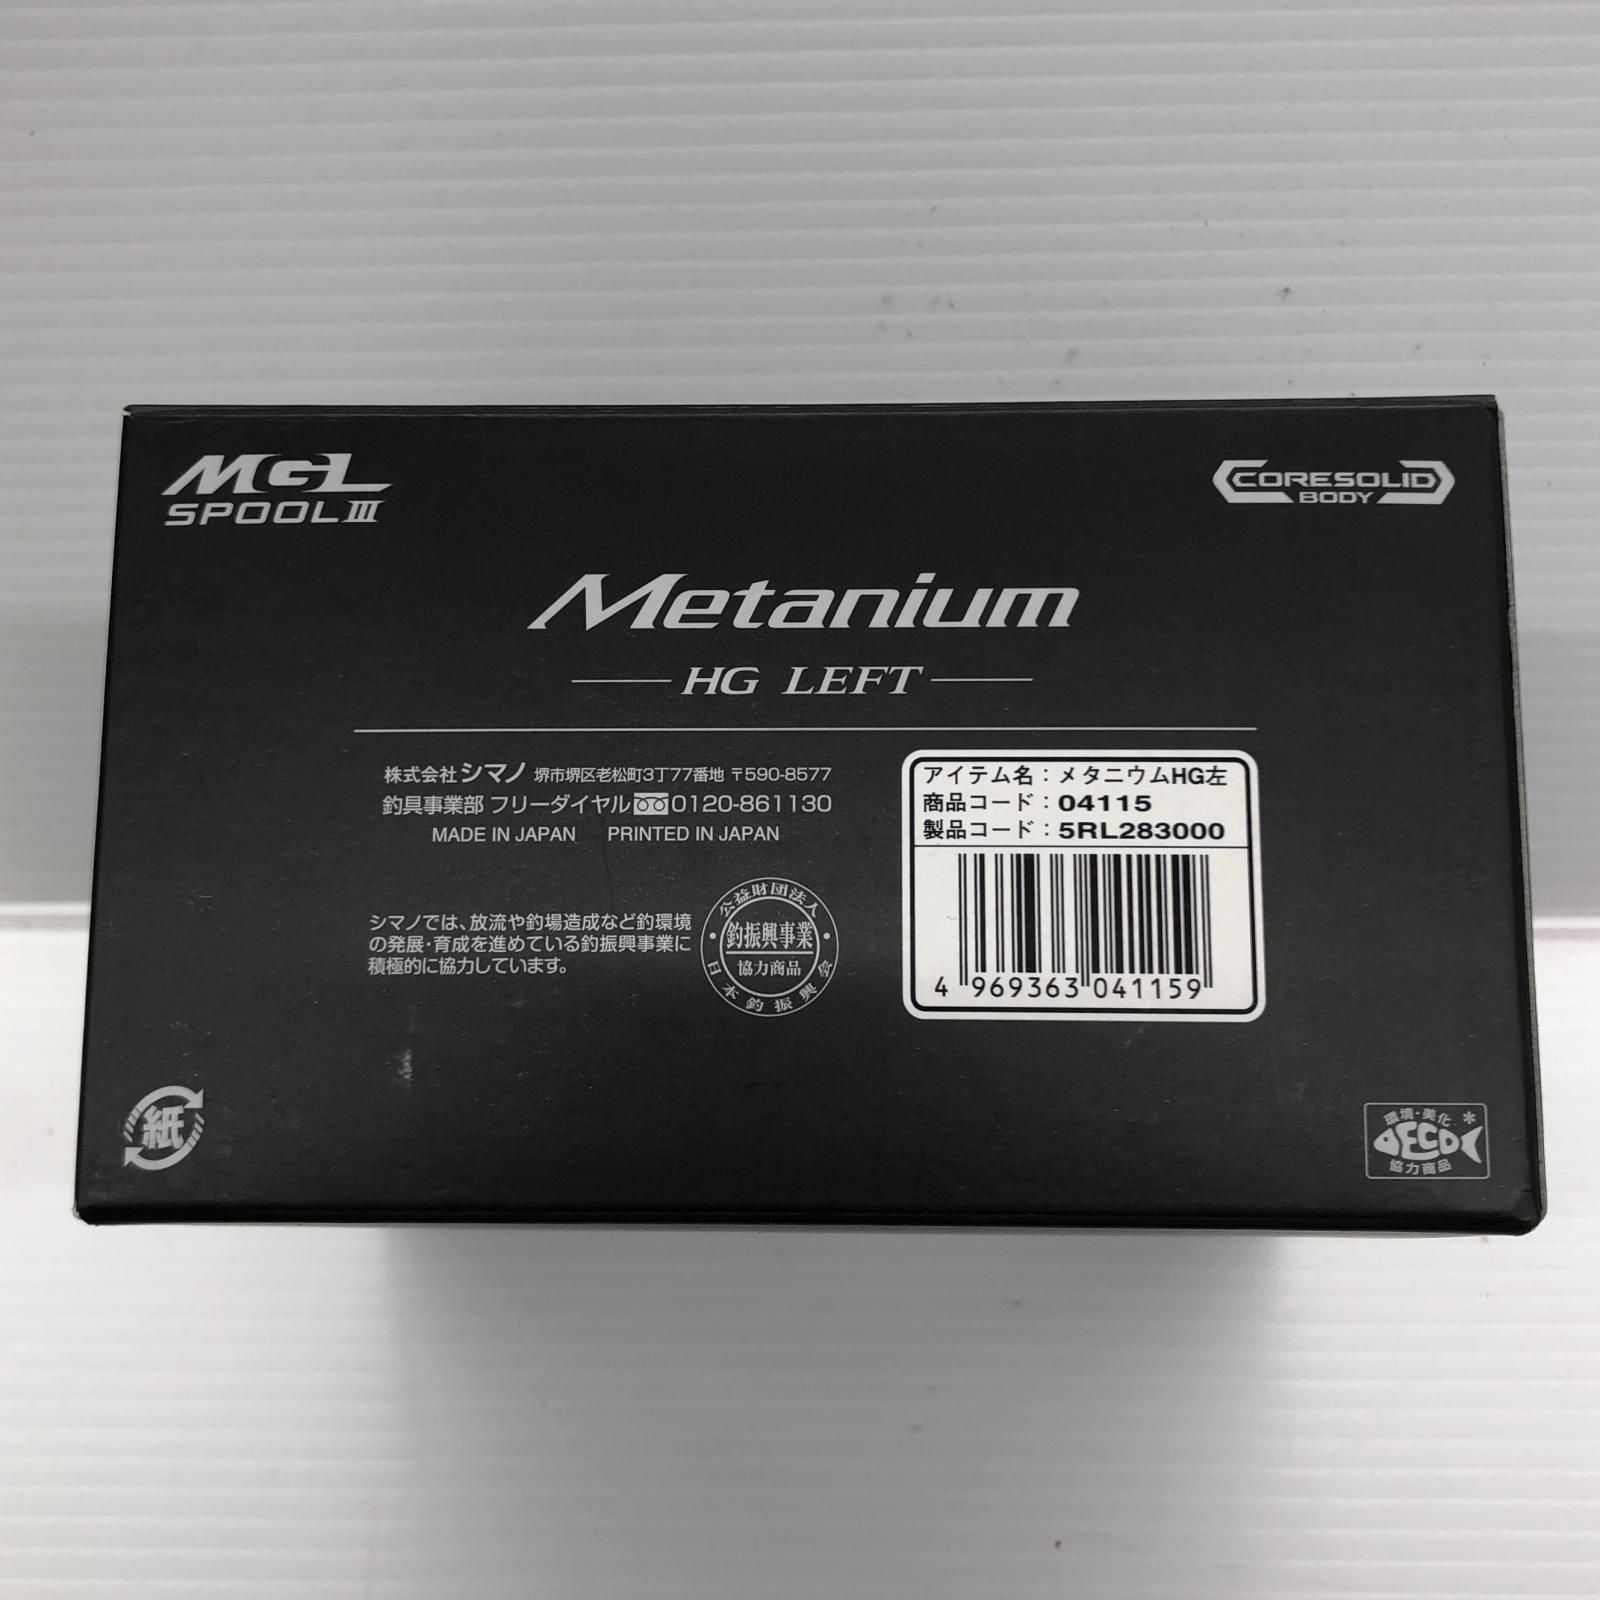 MGL
SPOOL III
CORESOLID
BODY
Metanium
HG LEFT
株式会社シマノ 堺市堺区老松町3丁77番地 〒590-8577
釣具事業部 フリーダイヤル 0120-861130
MADE IN JAPAN PRINTED IN JAPAN
アイテム名：メタニウムHG左
商品コード：04115
製品コード：5RL283000
4 969363 041159
シマノでは、放流や釣場造成など釣環境
の発展・育成を進めている釣振興事業に
積極的に協力しています。
公益財団法人
釣振興事業
協力商品
日本釣振興会
紙
環境・美化
ECO
協力商品